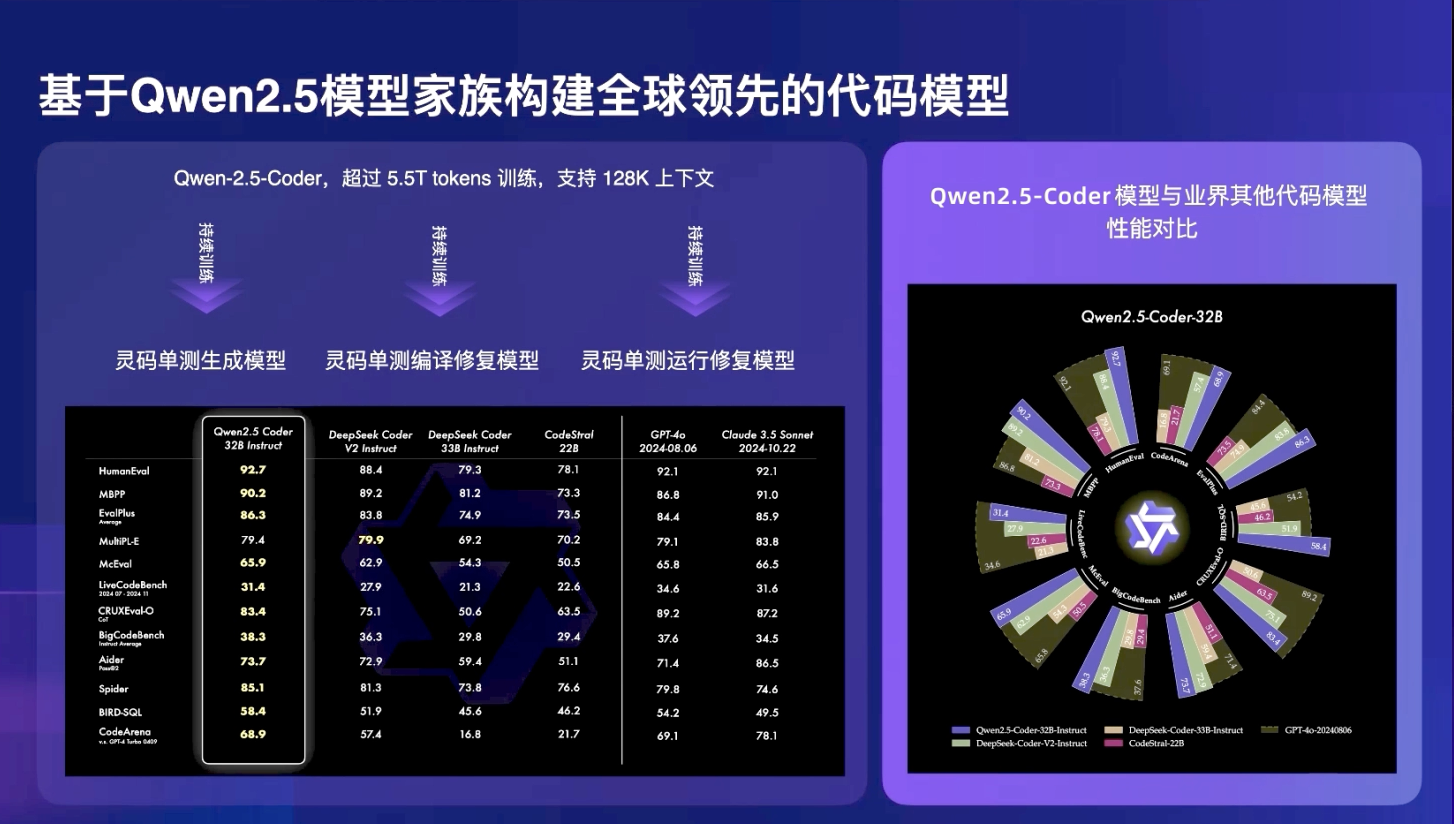 基于Qwen2.5模型家族构建全球领先的代码模型
Qwen-2.5-Coder，超过 5.5T tokens 训练，支持 128K 上下文
持续训练
持续训练
持续训练
灵码单测生成模型
灵码单测编译修复模型
灵码单测运行修复模型
Qwen2.5 Coder 32B Instruct DeepSeek Coder V2 Instruct DeepSeek Coder 33B Instruct CodeStral 22B GPT-4o 2024-08.06 Claude 3.5 Sonnet 2024-10.22
HumanEval 92.7 88.4 79.3 78.1 92.1 92.1
MBPP 90.2 89.2 81.2 73.3 86.8 91.0
EvalPlus Average 86.3 83.8 74.9 73.5 84.4 85.9
MultiPL-E 79.4 79.9 69.2 70.2 79.1 83.8
McEval 65.9 62.9 54.3 50.5 65.8 66.5
LiveCodeBench 2024 07 - 2024 11 31.4 27.9 21.3 22.6 34.6 31.6
CRUXEval-O CoT 83.4 75.1 50.6 63.5 89.2 87.2
BigCodeBench Instruct Average 38.3 36.3 29.8 29.4 37.6 34.5
Aider Pass@2 73.7 72.9 59.4 51.1 71.4 86.5
Spider 85.1 81.3 73.8 76.6 79.8 74.6
BIRD-SQL 58.4 51.9 45.6 46.2 54.2 49.5
CodeArena v.s. GPT-4 Turbo 0409 68.9 57.4 16.8 21.7 69.1 78.1
Qwen2.5-Coder 模型与业界其他代码模型
性能对比
Qwen2.5-Coder-32B
HumanEval 92.1 79.3 78.1 88.4 92.7
CodeArena 69.1 16.8 21.7 57.4 68.9
EvalPlus 84.4 73.5 74.9 83.8 86.3
BIRD-SQL 54.2 45.6 46.2 51.9 58.4
CRUXEval-O 89.2 50.6 63.5 75.1 83.4
Aider 71.4 51.1 59.4 72.9 73.7
BigCodeBench 37.6 29.4 29.8 36.3 38.3
McEval 65.8 50.5 54.3 62.9 65.9
LiveCodeBenc 34.6 21.3 22.6 27.9 31.4
MBPP 86.8 73.3 81.2 89.2 90.2
Qwen2.5-Coder-32B-Instruct DeepSeek-Coder-33B-Instruct GPT-4o-20240806
DeepSeek-Coder-V2-Instruct CodeStral-22B